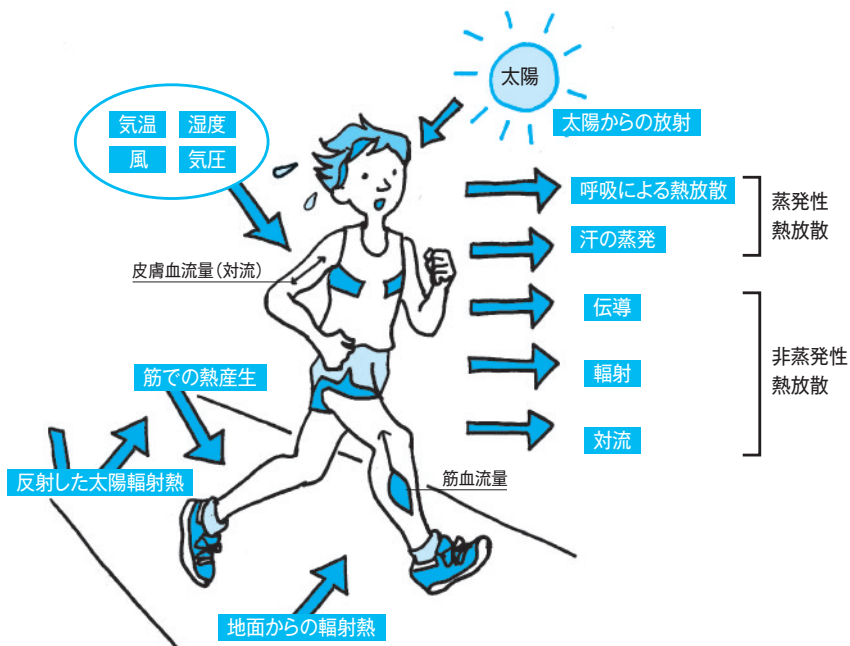 太陽
気温 湿度
風 気圧
太陽からの放射
呼吸による熱放散
汗の蒸発
蒸発性
熱放散
皮膚血流量(対流)
伝導
輻射
対流
非蒸発性
熱放散
筋での熱産生
反射した太陽輻射熱
筋血流量
地面からの輻射熱